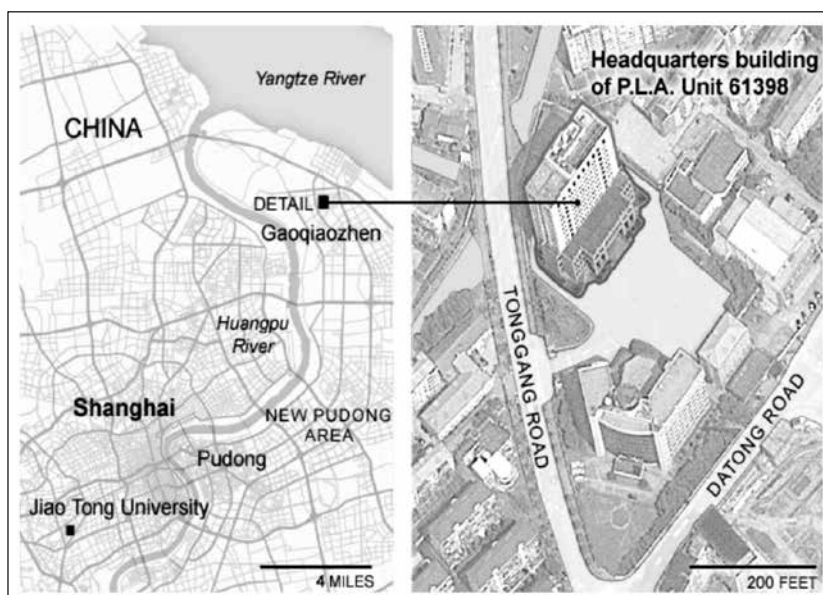 Yangtze River
CHINA
DETAIL
Gaoqiaozhen
Huangpu
River
Shanghai
NEW PUDONG
AREA
Pudong
Jiao Tong University
4 MILES
Headquarters building
of P.L.A. Unit 61398
TONGGANG ROAD
DATONG ROAD
200 FEET